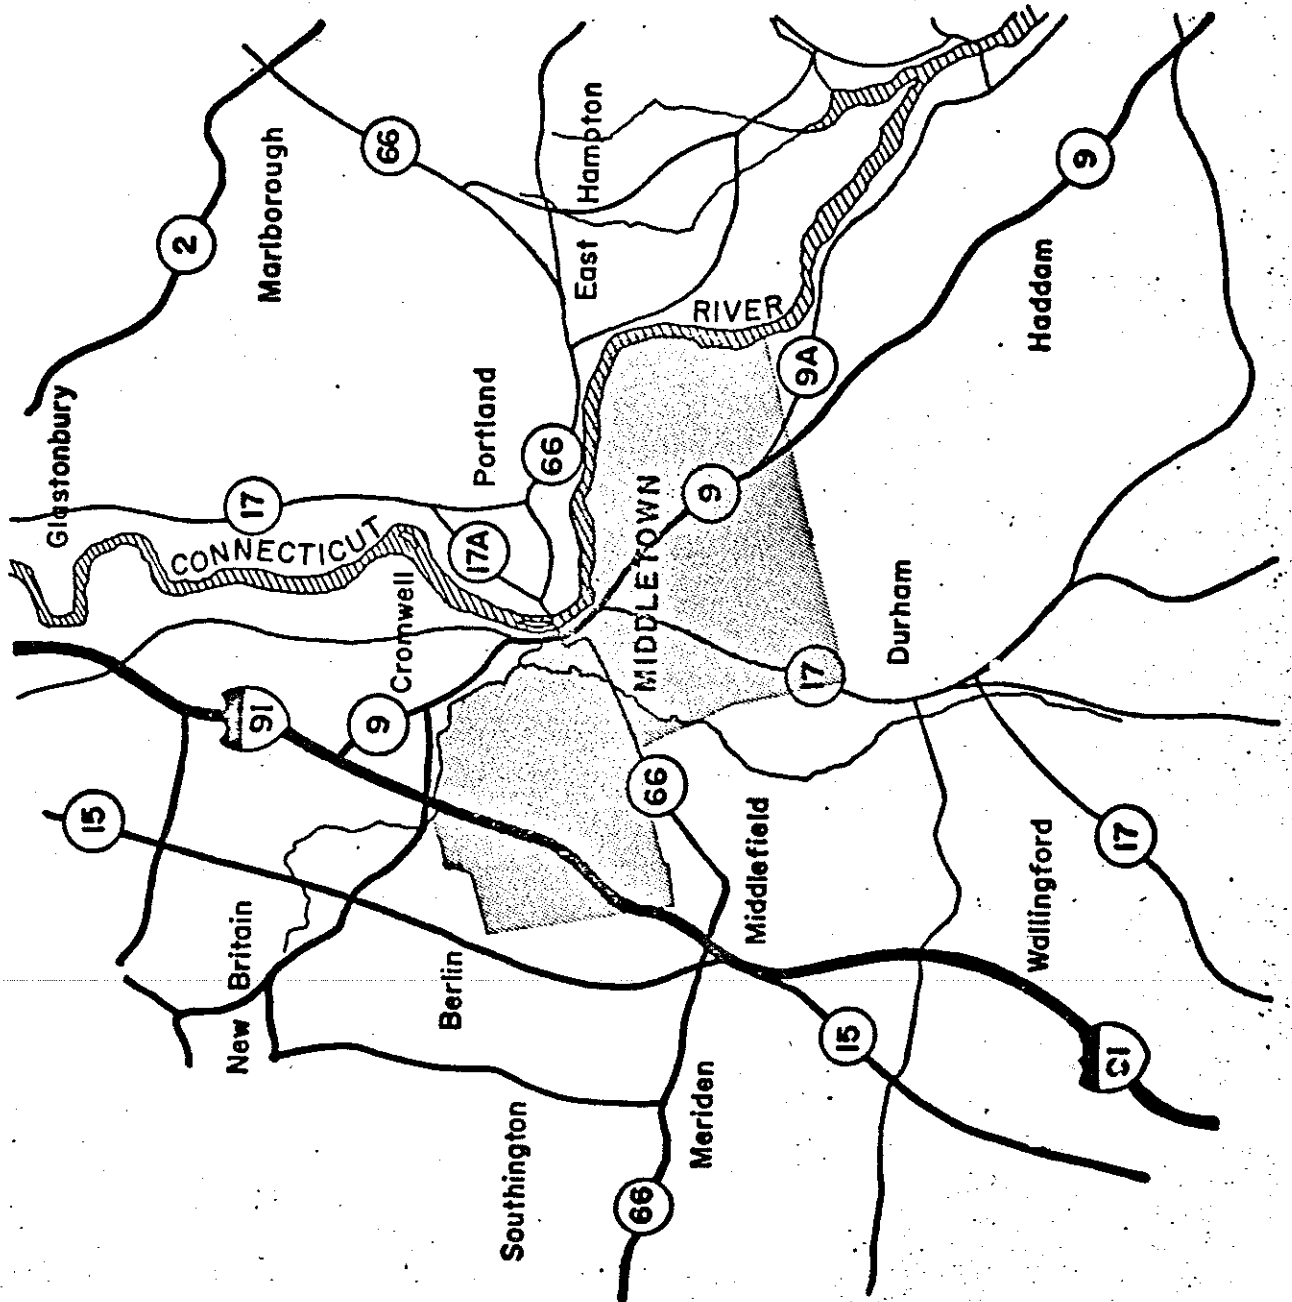 Glastonbury
15
2
New Britain
17
91
CONNECTICUT
Marlborough
9
66
Cromwell
Berlin
17A
Portland
Southington
66
East Hampton
66
MIDDLETOWN
66
Meriden
9
RIVER
Middlefield
9A
17
15
Durham
Wallingford
Haddam
9
17